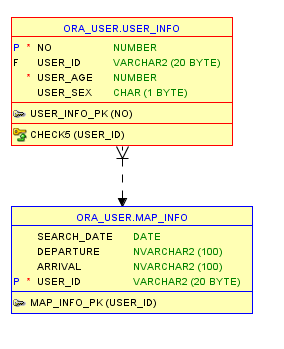 ORA_USER.USER_INFO
P * NO NUMBER
F USER_ID VARCHAR2 (20 BYTE)
* USER_AGE NUMBER
USER_SEX CHAR (1 BYTE)
USER_INFO_PK (NO)
CHECK5 (USER_ID)
ORA_USER.MAP_INFO
SEARCH_DATE DATE
DEPARTURE NVARCHAR2 (100)
ARRIVAL NVARCHAR2 (100)
P * USER_ID VARCHAR2 (20 BYTE)
MAP_INFO_PK (USER_ID)